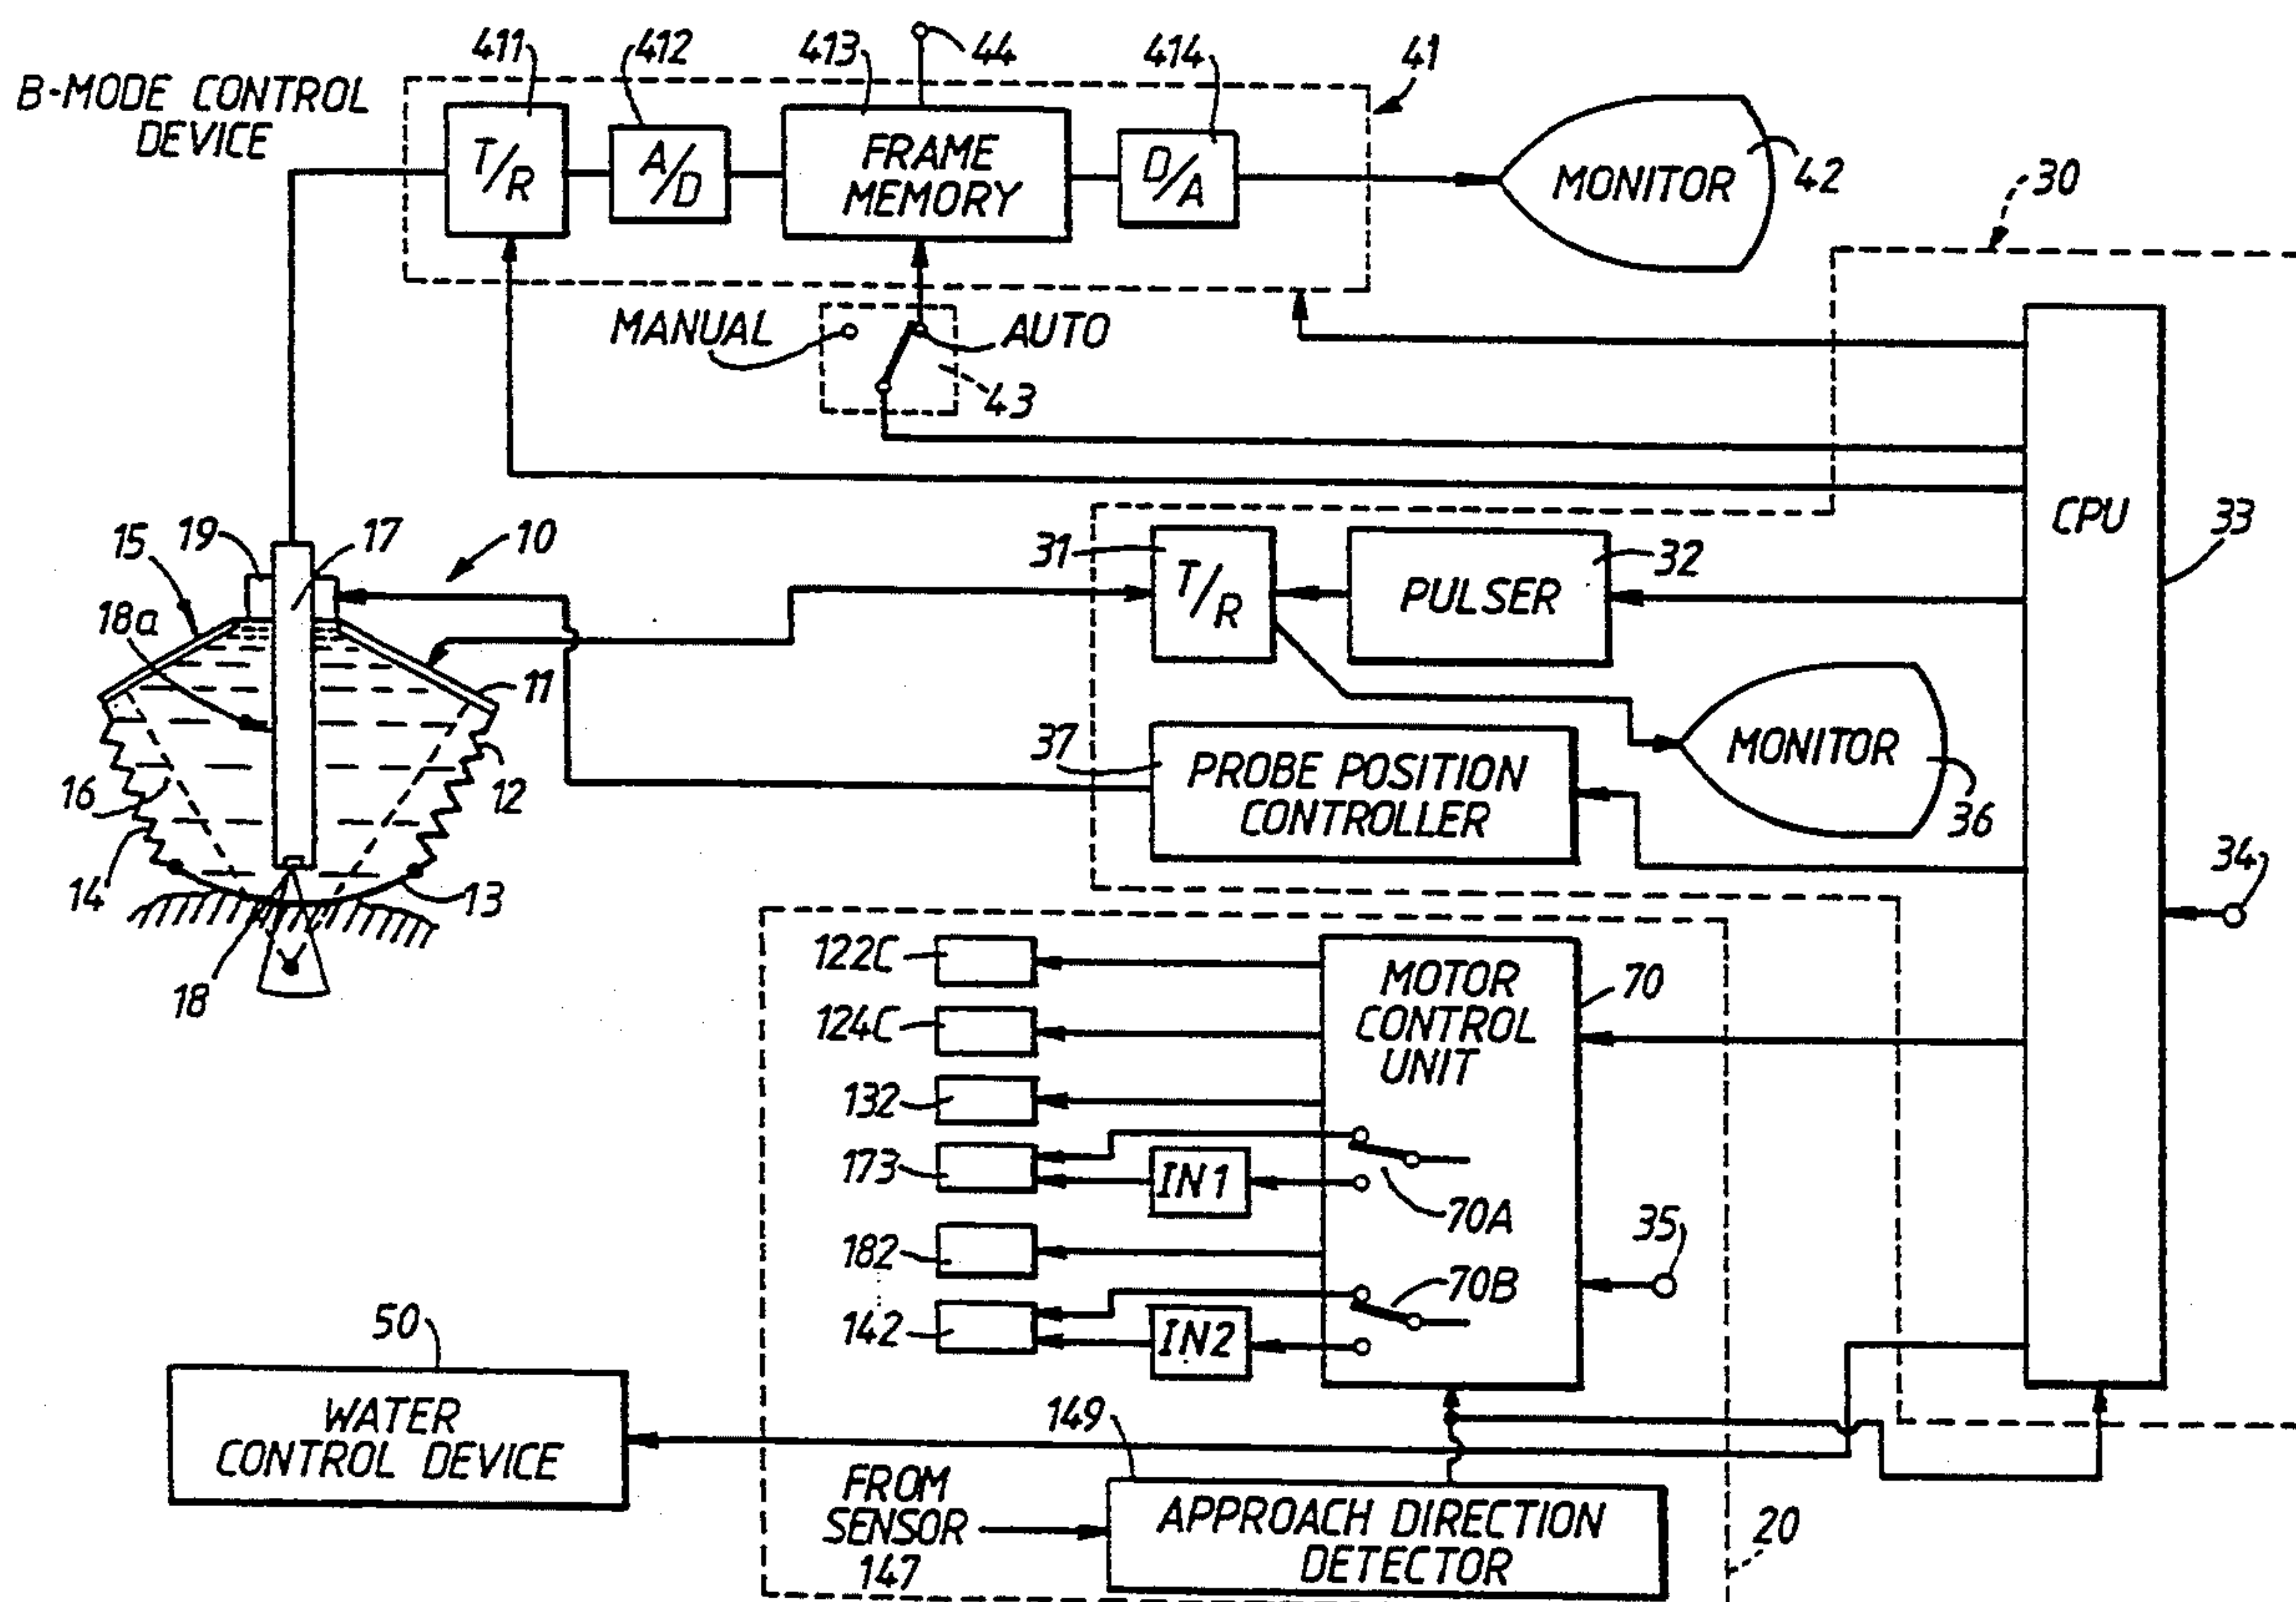 411
412
413
44
414
41
B-MODE CONTROL
DEVICE
T/R
A/D
FRAME
MEMORY
D/A
MONITOR
42
30
MANUAL
AUTO
43
CPU
33
15
19
17
10
31
T/R
PULSER
32
18a
11
37
PROBE POSITION
CONTROLLER
MONITOR
36
16
12
14
13
34
18
122C
MOTOR
CONTROL
UNIT
70
124C
132
173
IN1
70A
35
182
70B
142
IN2
50
WATER
CONTROL DEVICE
149
FROM
SENSOR
147
APPROACH DIRECTION
DETECTOR
20